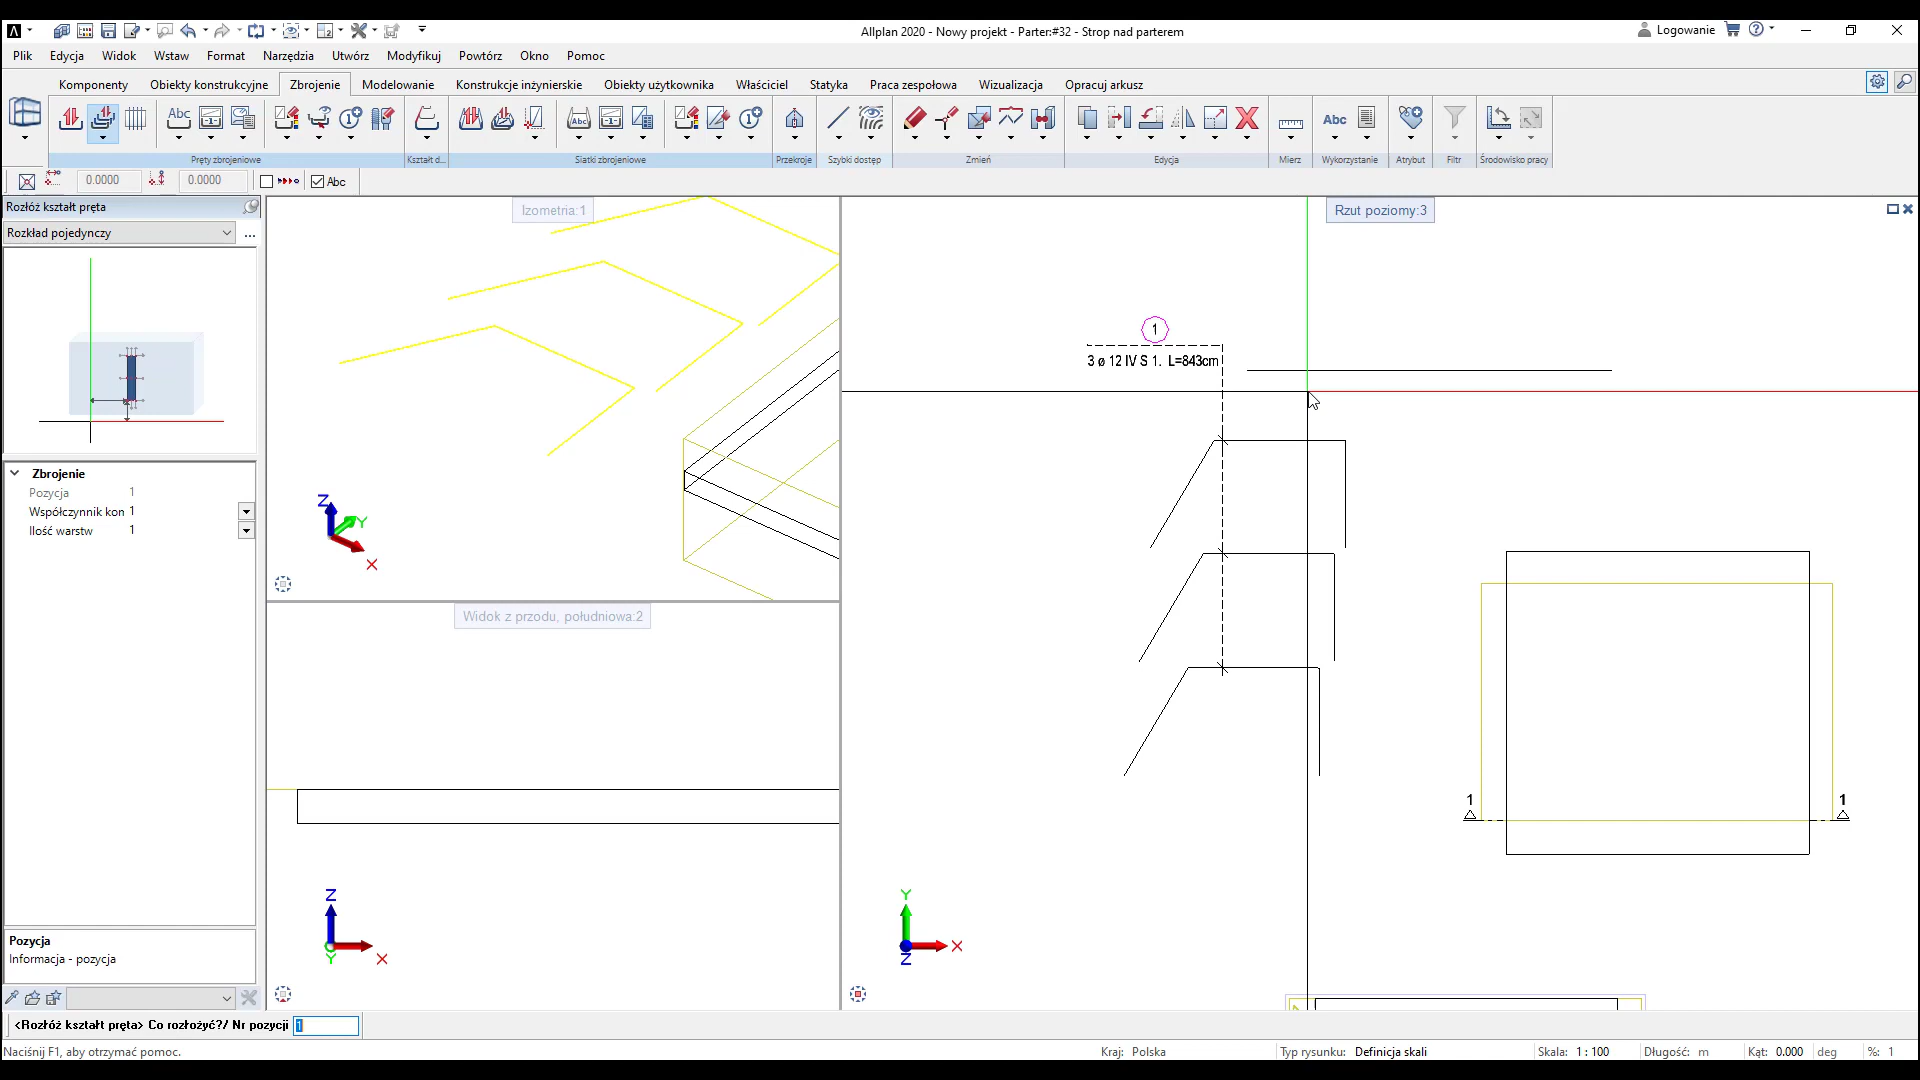 Allplan 2020 - Nowy projekt - Parter:#32 - Strop nad parterem
Logowanie
Plik Edycja Widok Wstaw Format Narzędzia Utwórz Modyfikuj Powtórz Okno Pomoc
Komponenty Obiekty konstrukcyjne Zbrojenie Modelowanie Konstrukcje inżynierskie Obiekty użytkownika Właściciel Statyka Praca zespołowa Wizualizacja Opracuj arkusz
Abc -1- Abc -1- Abc
Pręty zbrojeniowe Kształt d... Siatki zbrojeniowe Przekroje Szybki dostęp Zmień Edycja Mierz Wykorzystanie Atrybut Filtr Środowisko pracy
0.0000 0.0000 Abc
Rozłóż kształt pręta
Rozkład pojedynczy ...
Zbrojenie
Pozycja 1
Współczynnik kon 1
Ilość warstw 1
Pozycja
Informacja - pozycja
Izometria:1
Z Y X
Widok z przodu, południowa:2
Z
Y X
Rzut poziomy:3
1
3 ø 12 IV S 1. L=843cm
1 1
Y
Z X
<Rozłóż kształt pręta> Co rozłożyć?/ Nr pozycji 1
Naciśnij F1, aby otrzymać pomoc. Kraj: Polska Typ rysunku: Definicja skali Skala: 1 : 100 Długość: m Kąt: 0.000 deg %: 1